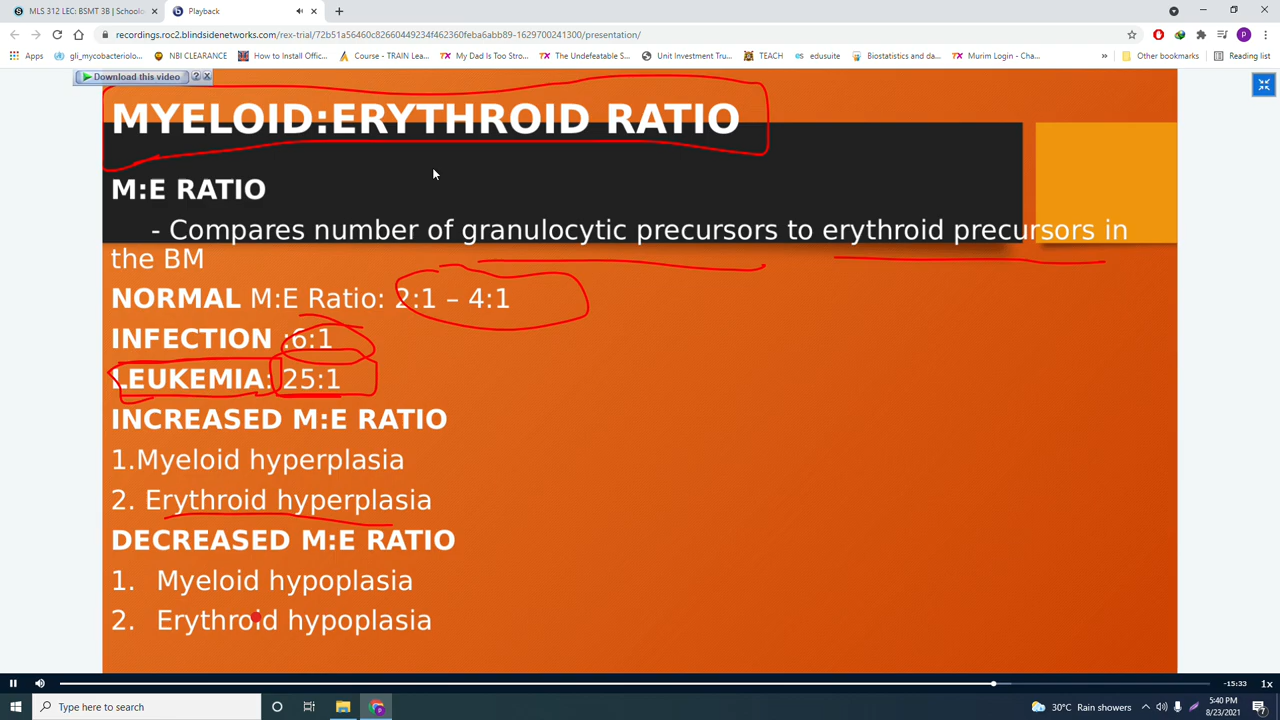 MLS 312 LEC: BSMT 3B | Schoolo
Playback
recordings.roc2.blindsidenetworks.com/rex-trial/72b51a56460c82660449234f462360feba6abb89-1629700241300/presentation/
Apps
gli_mycobacteriolo...
NBI CLEARANCE
How to Install Offic...
Course - TRAIN Lea...
My Dad Is Too Stro...
The Undefeatable S...
Unit Investment Tru...
TEACH
edusuite
Biostatistics and da...
Murim Login - Cha...
»
Other bookmarks
Reading list
Download this video
MYELOID:ERYTHROID RATIO
M:E RATIO
- Compares number of granulocytic precursors to erythroid precursors in
the BM
NORMAL M:E Ratio: 2:1 – 4:1
INFECTION :6:1
LEUKEMIA: 25:1
INCREASED M:E RATIO
1.Myeloid hyperplasia
2. Erythroid hyperplasia
DECREASED M:E RATIO
1. Myeloid hypoplasia
2. Erythroid hypoplasia
-15:33
1x
Type here to search
30°C Rain showers
5:40 PM
8/23/2021